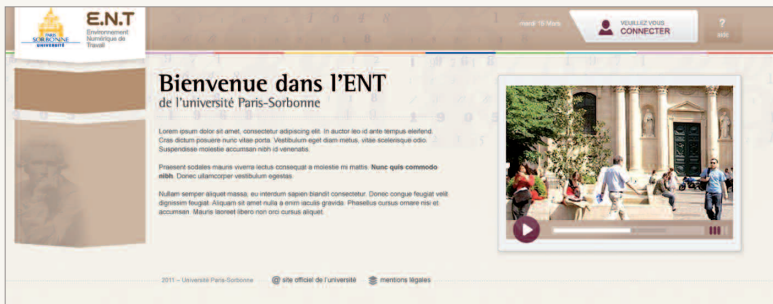 PARIS
SORBONNE
université
E.N.T
Environnement
Numérique de
Travail
mardi 19 Mars
VEUILLEZ VOUS
CONNECTER
?
Bienvenue dans l'ENT
de l'université Paris-Sorbonne
Lorem ipsum dolor sit amet, consectetur adipiscing elit. In auctor leo id ante tempus eleifend.
Cras dictum posuere nunc vitae porta. Vestibulum eget diam metus, vitae scelerisque odio.
Suspendisse molestie accumsan nibh id venenatis.
Praesent sodales mauris viverra lectus consequat a molestie mi mattis. Nunc quis commodo
nibh. Donec ullamcorper vestibulum egestas.
Nullam semper aliquet massa, eu interdum sapien blandit consectetur. Donec congue feugiat velit
dignissim feugiat. Aliquam sit amet nulla a enim iaculis gravida. Phasellus cursus ornare nisi et
accumsan. Mauris laoreet libero non orci cursus aliquet.
2011 – Université Paris-Sorbonne
@ site officiel de l'université
mentions légales